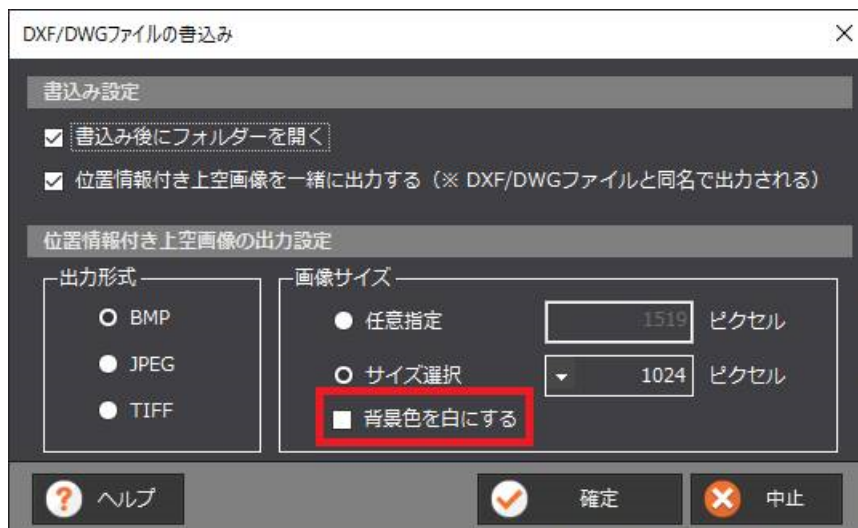 DXF/DWGファイルの書込み
書込み設定
書込み後にフォルダーを開く
位置情報付き上空画像を一緒に出力する（※ DXF/DWGファイルと同名で出力される）
位置情報付き上空画像の出力設定
出力形式
BMP
JPEG
TIFF
画像サイズ
任意指定 1519 ピクセル
サイズ選択 1024 ピクセル
背景色を白にする
ヘルプ 確定 中止